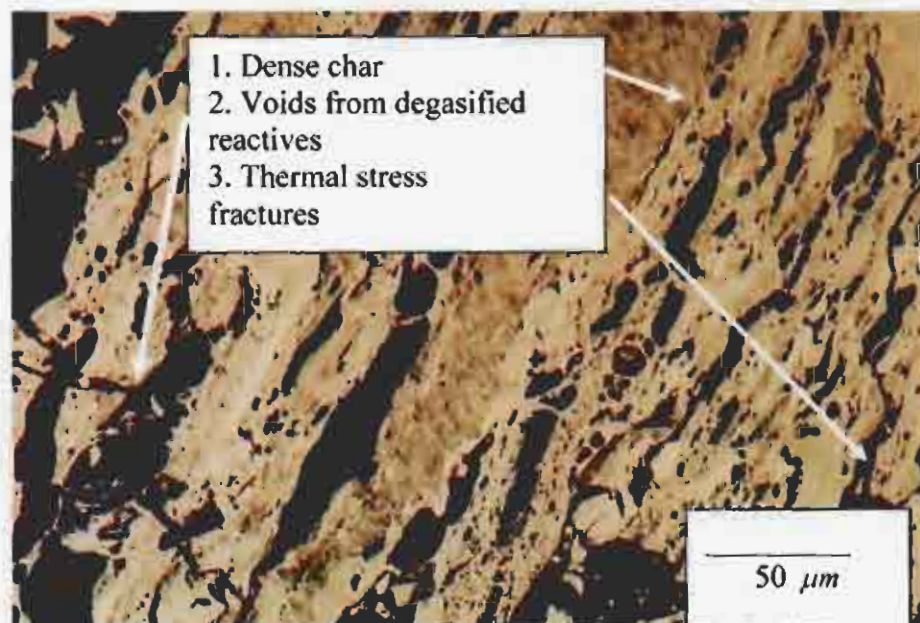 1. Dense char
2. Voids from degasified
reactives
3. Thermal stress
fractures
50 μm